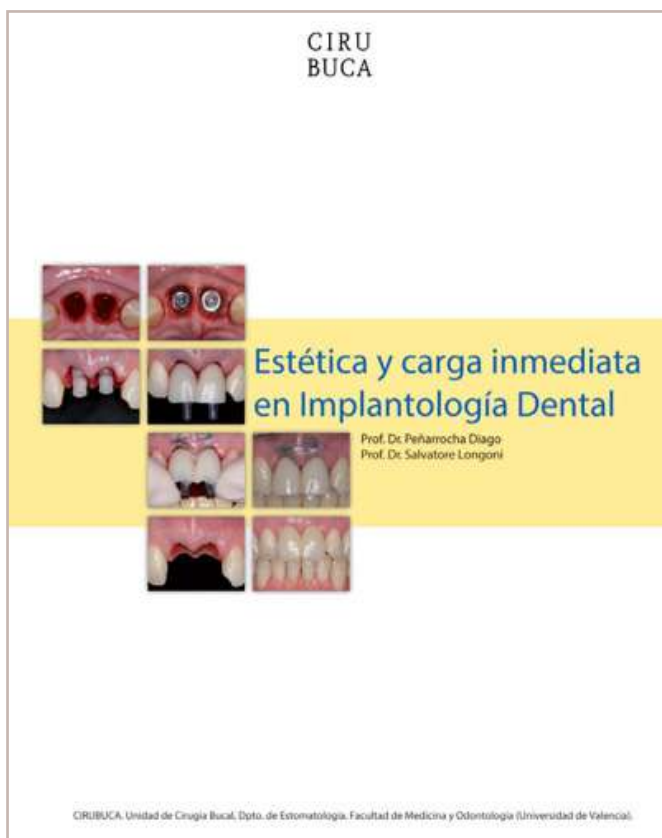 CIRU
BUCA
Estética y carga inmediata
en Implantología Dental
Prof. Dr. Peñarrocha Diago
Prof. Dr. Salvatore Longoni
CIRUBUCA. Unidad de Cirugía Bucal. Dpto. de Estomatología. Facultad de Medicina y Odontología (Universidad de Valencia).